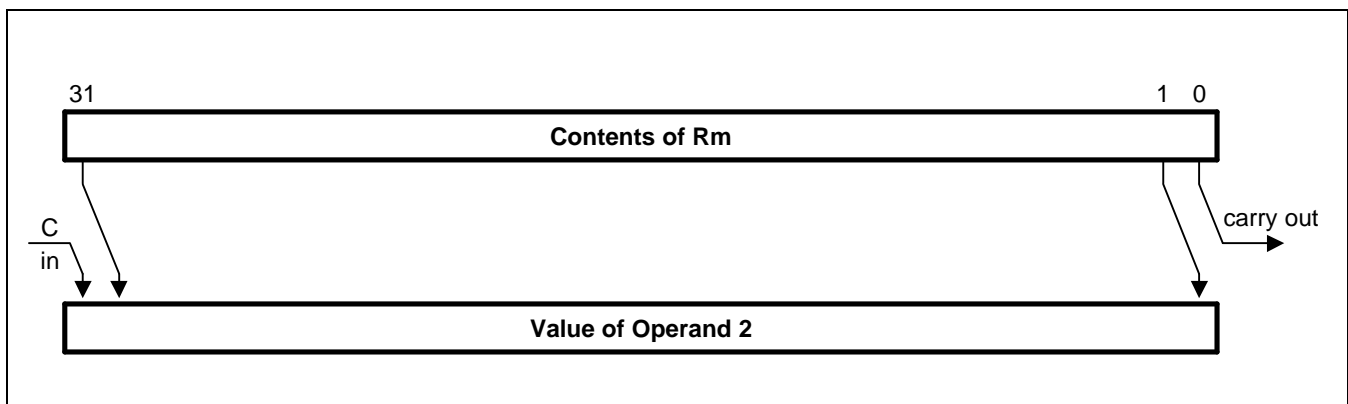 31 1 0
Contents of Rm
C
in
carry out
Value of Operand 2